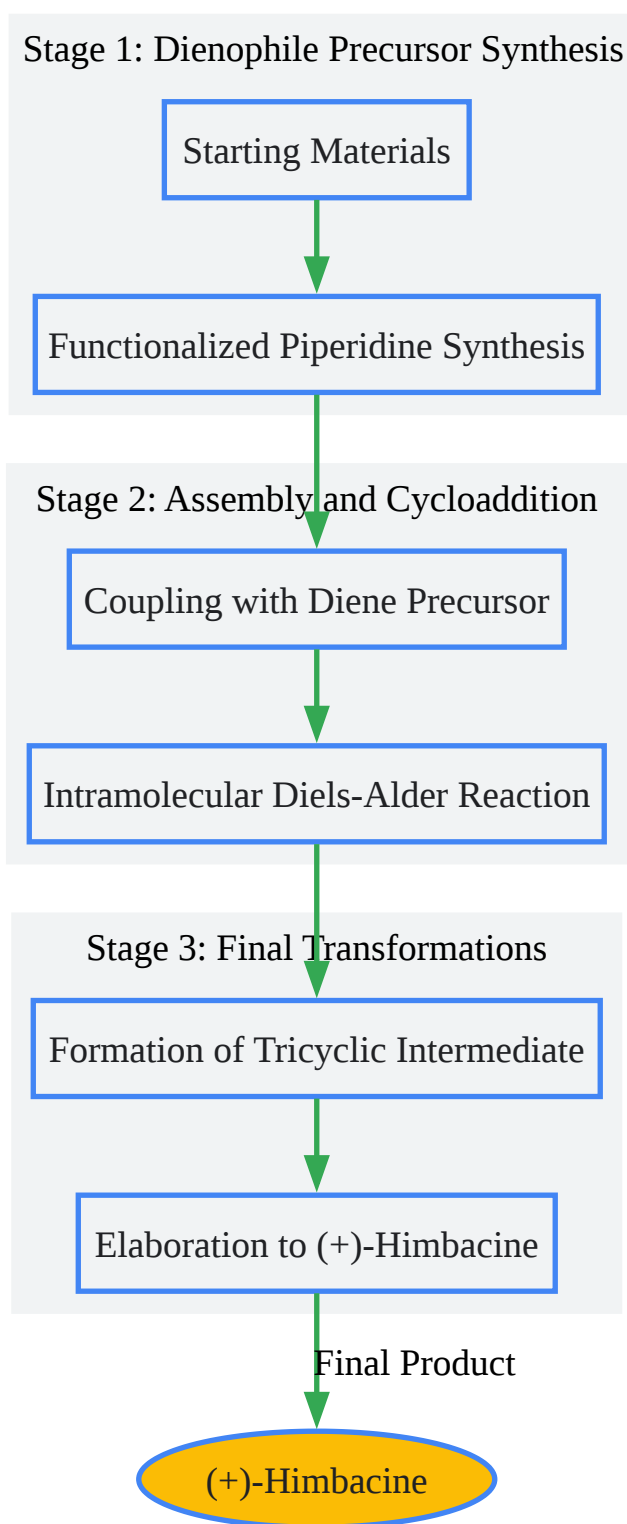 Stage 1: Dienophile Precursor Synthesis
Starting Materials
Functionalized Piperidine Synthesis
Stage 2: Assembly and Cycloaddition
Coupling with Diene Precursor
Intramolecular Diels-Alder Reaction
Stage 3: Final Transformations
Formation of Tricyclic Intermediate
Elaboration to (+)-Himbacine
Final Product
(+)-Himbacine